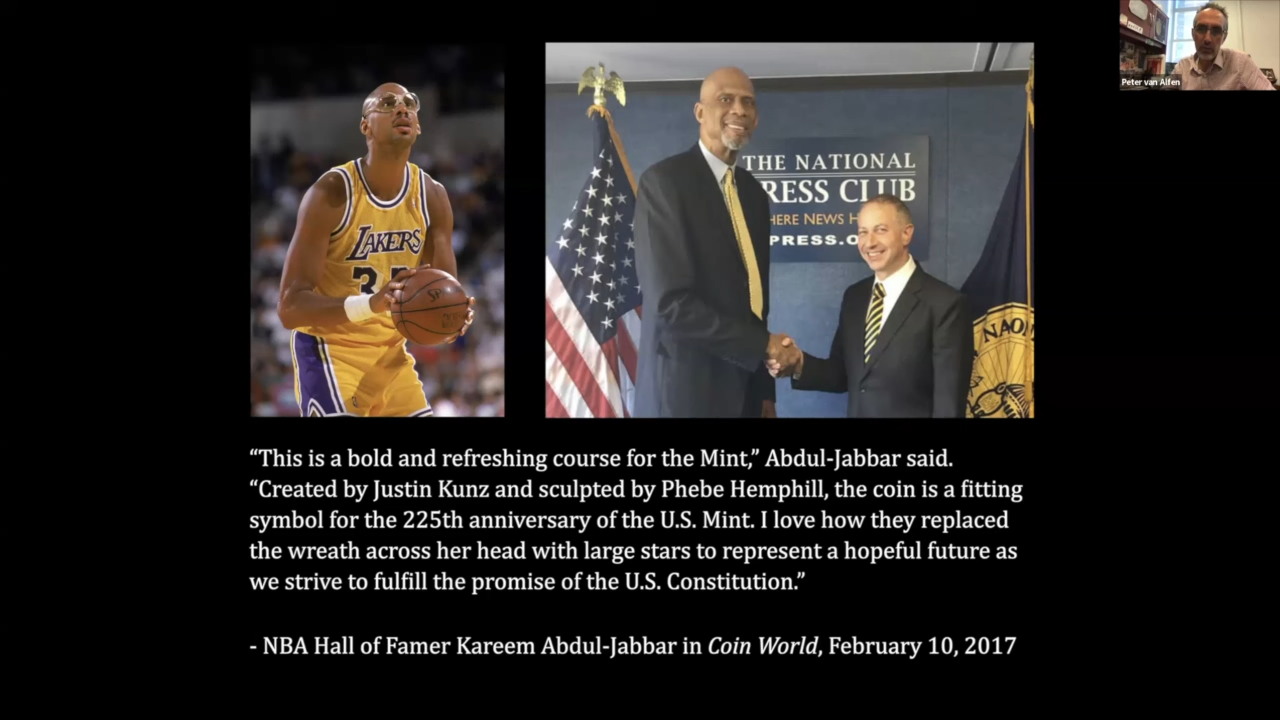 Peter van Alfen
LAKERS
THE NATIONAL
RESS CLUB
HERE NEWS H
PRESS.O
NAO
“This is a bold and refreshing course for the Mint,” Abdul-Jabbar said.
“Created by Justin Kunz and sculpted by Phebe Hemphill, the coin is a fitting
symbol for the 225th anniversary of the U.S. Mint. I love how they replaced
the wreath across her head with large stars to represent a hopeful future as
we strive to fulfill the promise of the U.S. Constitution.”
- NBA Hall of Famer Kareem Abdul-Jabbar in Coin World, February 10, 2017